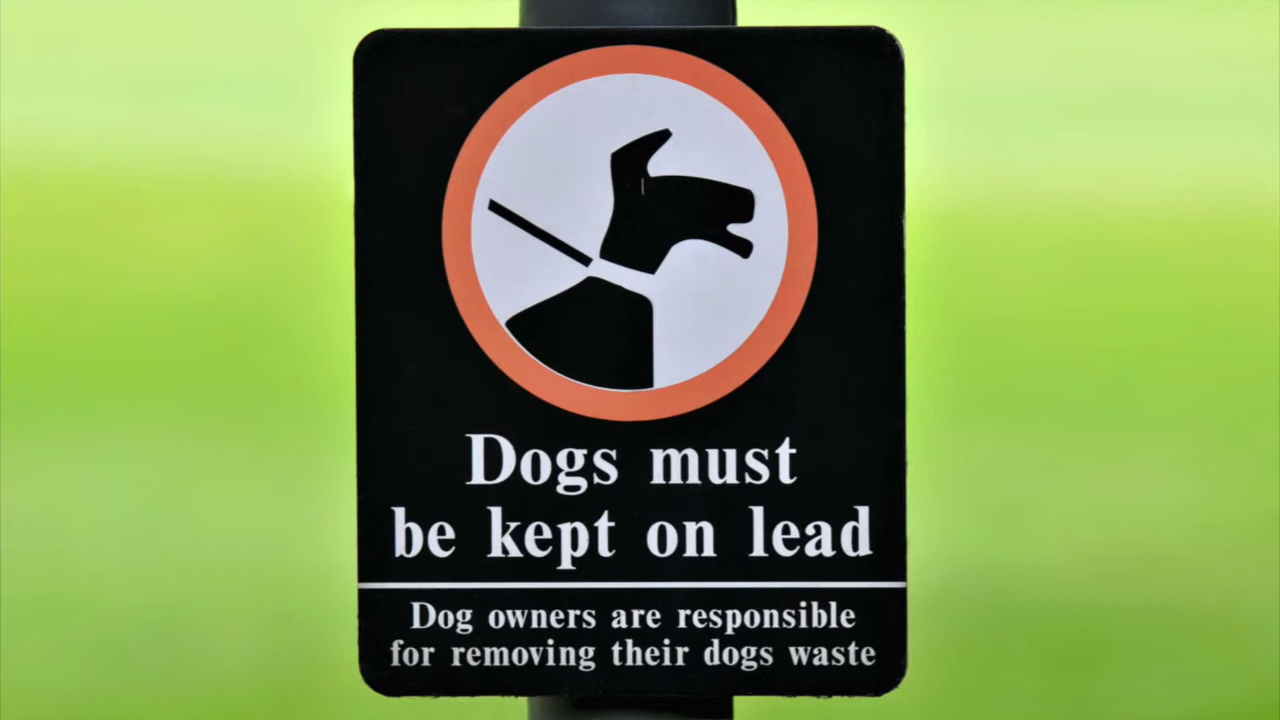 Dogs must
be kept on lead
Dog owners are responsible
for removing their dogs waste